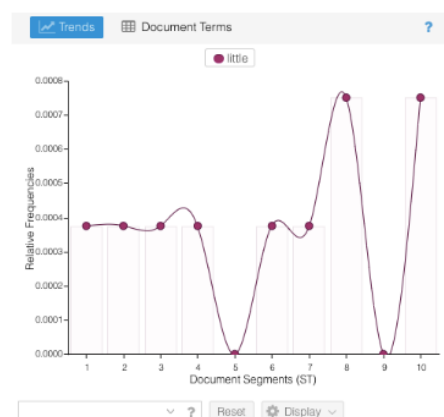 Trends Document Terms ?
little
0.0008
0.0007
0.0006
0.0005
0.0004
0.0003
0.0002
0.0001
0.0000
Relative Frequencies
1 2 3 4 5 6 7 8 9 10
Document Segments (ST)
? Reset Display